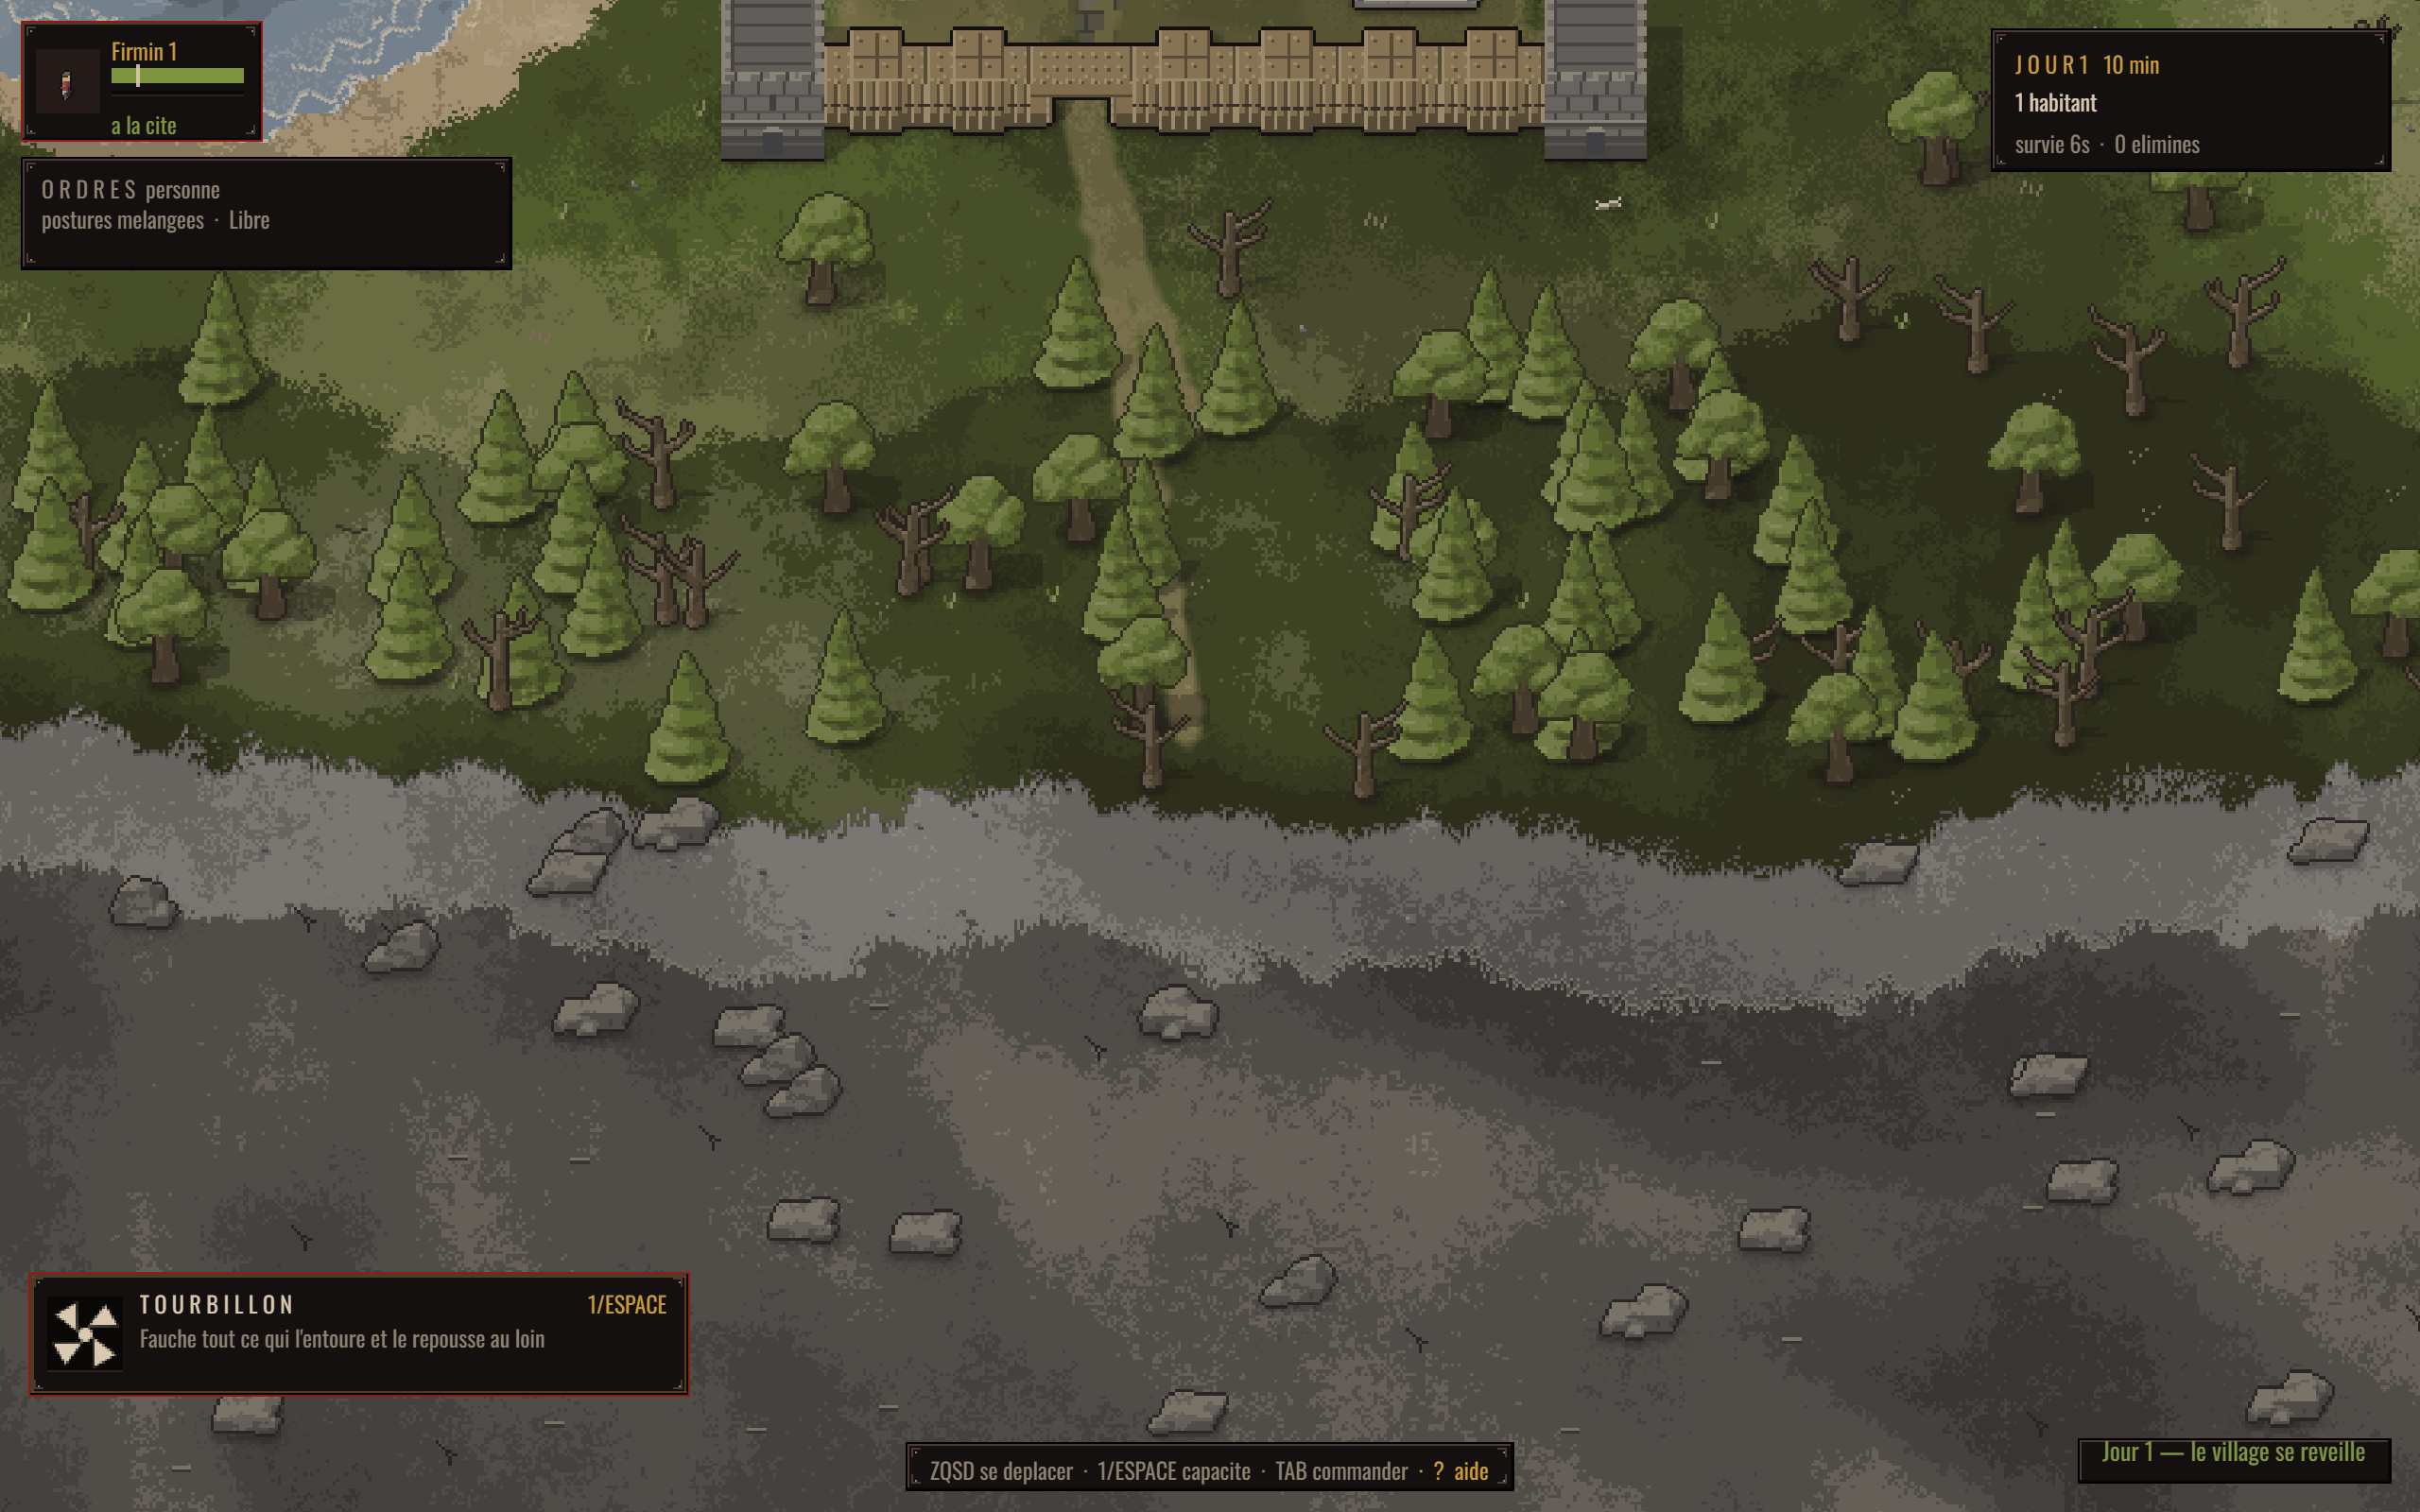 Firmin 1
a la cite
ORDRES personne
postures melangees · Libre
JOUR1 10 min
1 habitant
survie 6s · 0 elimines
TOURBILLON 1/ESPACE
Fauche tout ce qui l'entoure et le repousse au loin
ZQSD se deplacer · 1/ESPACE capacite · TAB commander · ? aide
Jour 1 — le village se reveille